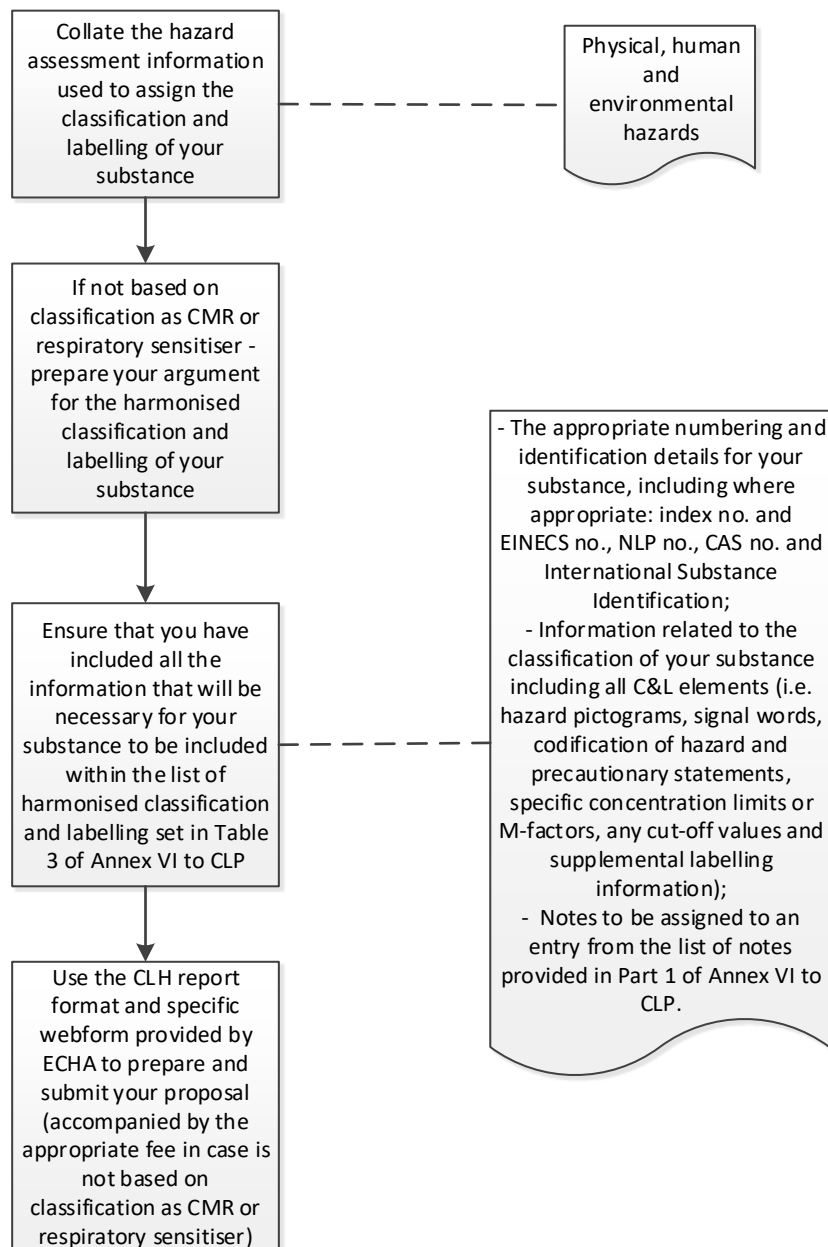 Collate the hazard
assessment information
used to assign the
classification and
labelling of your
substance
Physical, human
and
environmental
hazards
If not based on
classification as CMR or
respiratory sensitiser -
prepare your argument
for the harmonised
classification and
labelling of your
substance
Ensure that you have
included all the
information that will be
necessary for your
substance to be included
within the list of
harmonised classification
and labelling set in Table
3 of Annex VI to CLP
- The appropriate numbering and
identification details for your
substance, including where
appropriate: index no. and
EINECS no., NLP no., CAS no. and
International Substance
Identification;
- Information related to the
classification of your substance
including all C&L elements (i.e.
hazard pictograms, signal words,
codification of hazard and
precautionary statements,
specific concentration limits or
M-factors, any cut-off values and
supplemental labelling
information);
- Notes to be assigned to an
entry from the list of notes
provided in Part 1 of Annex VI to
CLP.
Use the CLH report
format and specific
webform provided by
ECHA to prepare and
submit your proposal
(accompanied by the
appropriate fee in case is
not based on
classification as CMR or
respiratory sensitiser)